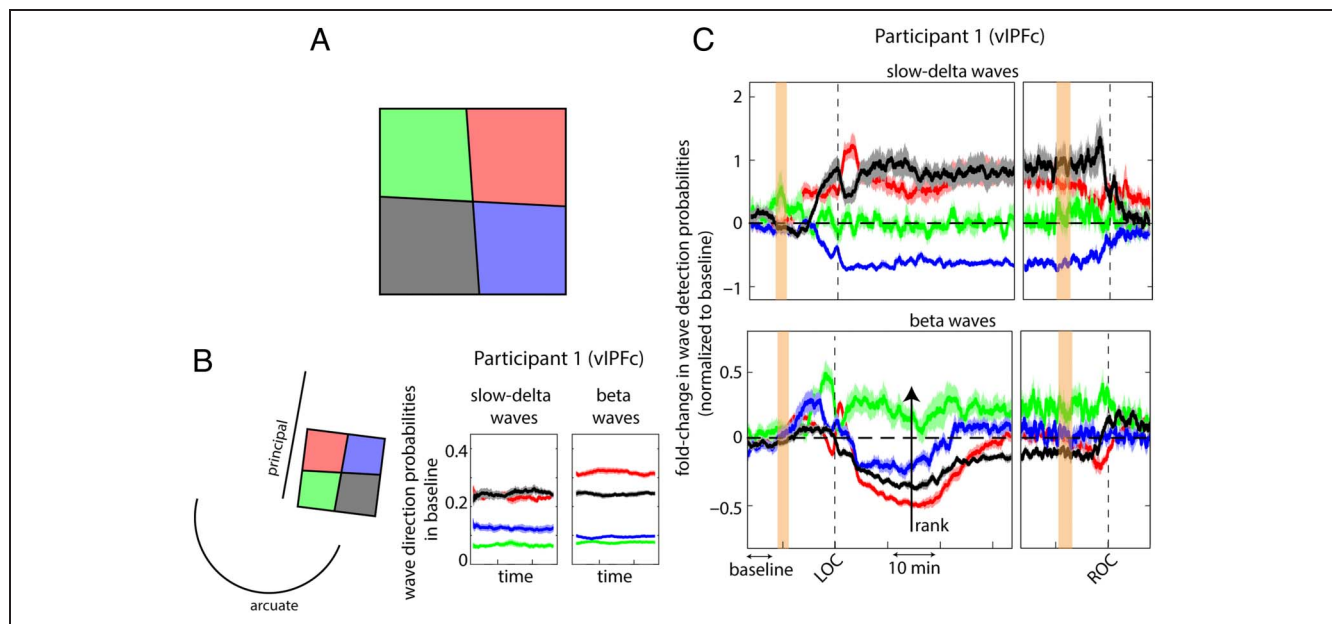 A
B
principal
arcuate
Participant 1 (vlPFc)
slow-delta
waves
beta
waves
wave direction probabilities
in baseline
0.4
0.2
0
time
time
C
Participant 1 (vlPFc)
slow-delta waves
fold-change in wave detection probabilities
(normalized to baseline)
2
1
0
−1
beta waves
0.5
0
−0.5
rank
baseline
LOC
10 min
ROC